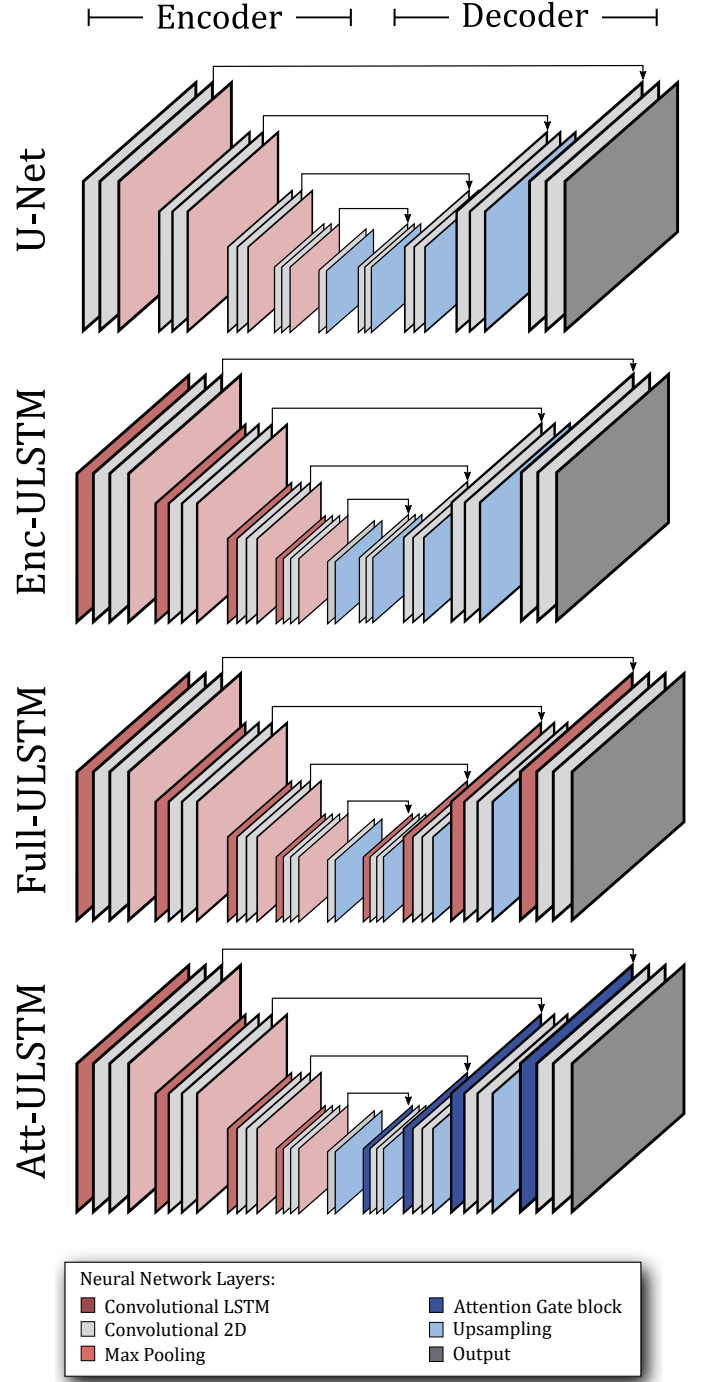 Encoder
Decoder
U-Net
Enc-ULSTM
Full-ULSTM
Att-ULSTM
Neural Network Layers:
Convolutional LSTM
Convolutional 2D
Max Pooling
Attention Gate block
Upsampling
Output